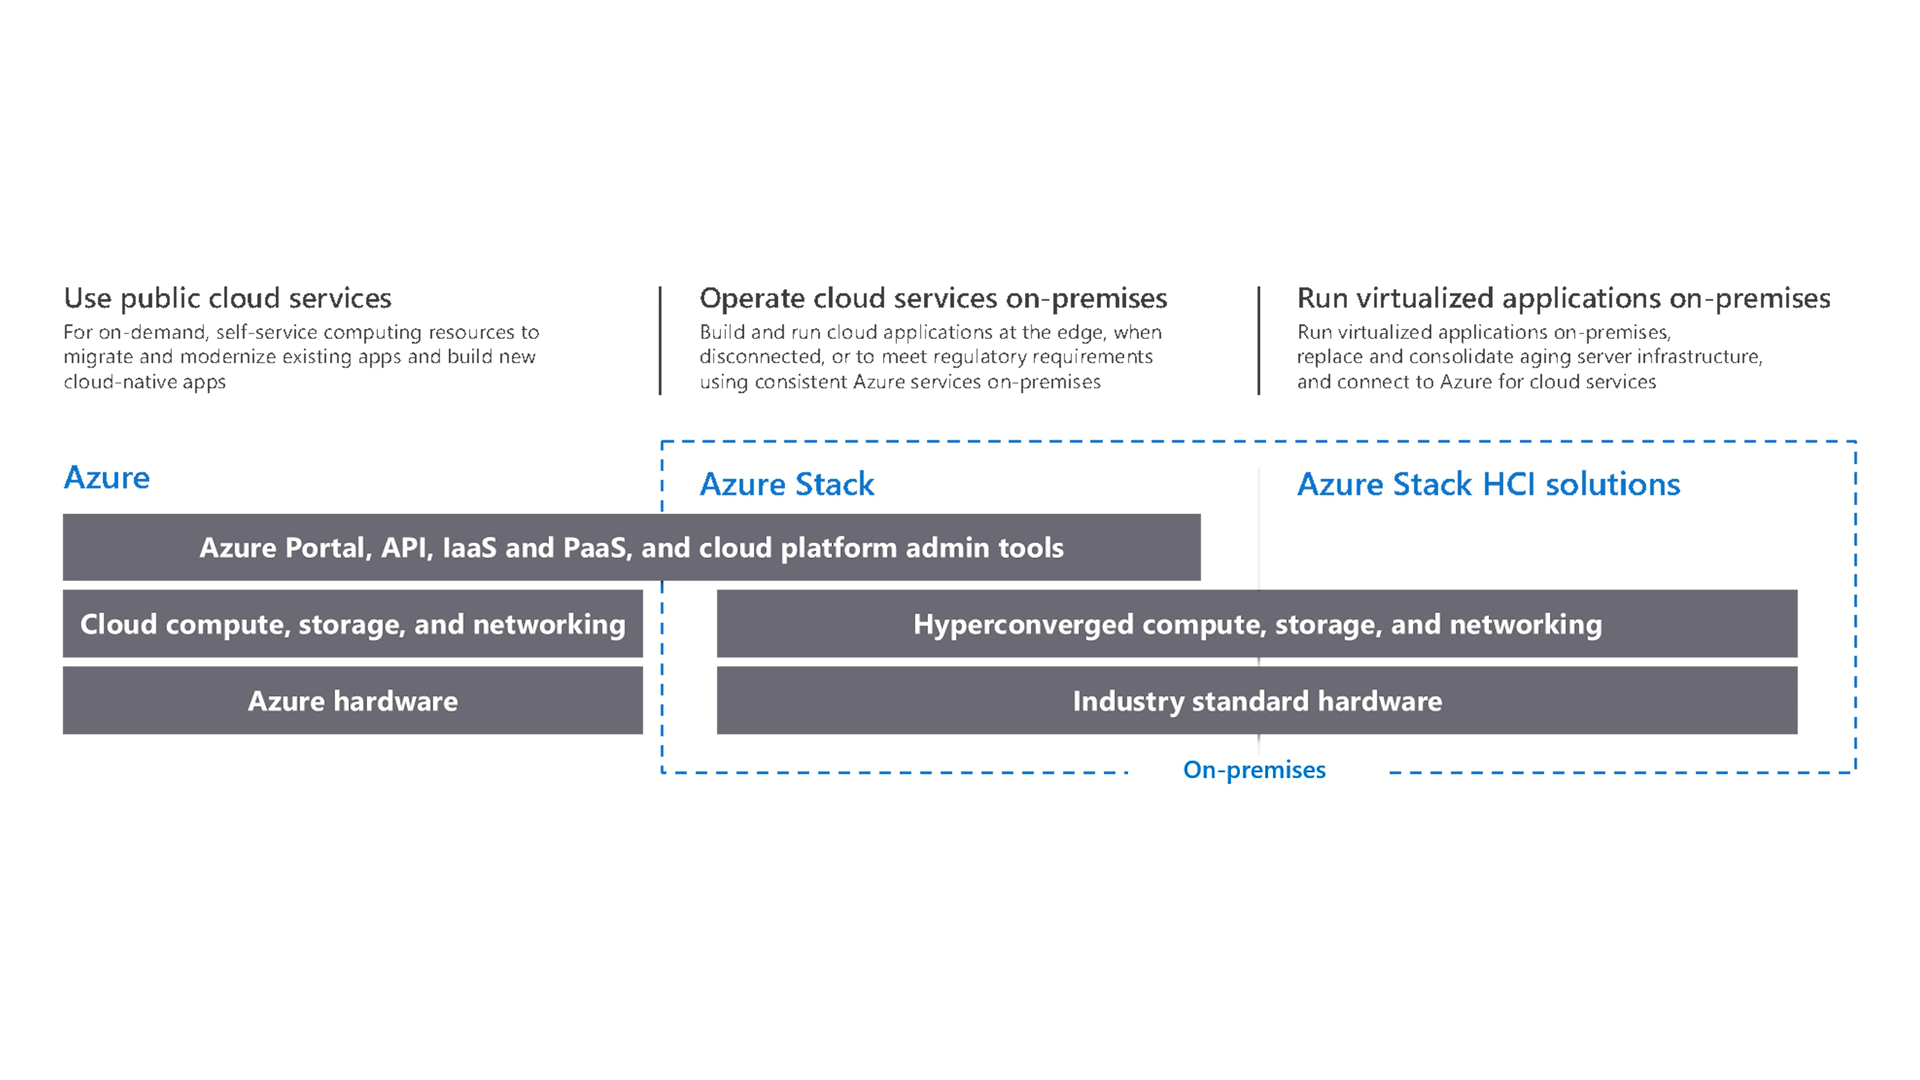 Use public cloud services
For on-demand, self-service computing resources to
migrate and modernize existing apps and build new
cloud-native apps
Operate cloud services on-premises
Build and run cloud applications at the edge, when
disconnected, or to meet regulatory requirements
using consistent Azure services on-premises
Run virtualized applications on-premises
Run virtualized applications on-premises,
replace and consolidate aging server infrastructure,
and connect to Azure for cloud services
Azure
Azure Stack
Azure Stack HCI solutions
Azure Portal, API, IaaS and PaaS, and cloud platform admin tools
Cloud compute, storage, and networking
Hyperconverged compute, storage, and networking
Azure hardware
Industry standard hardware
On-premises